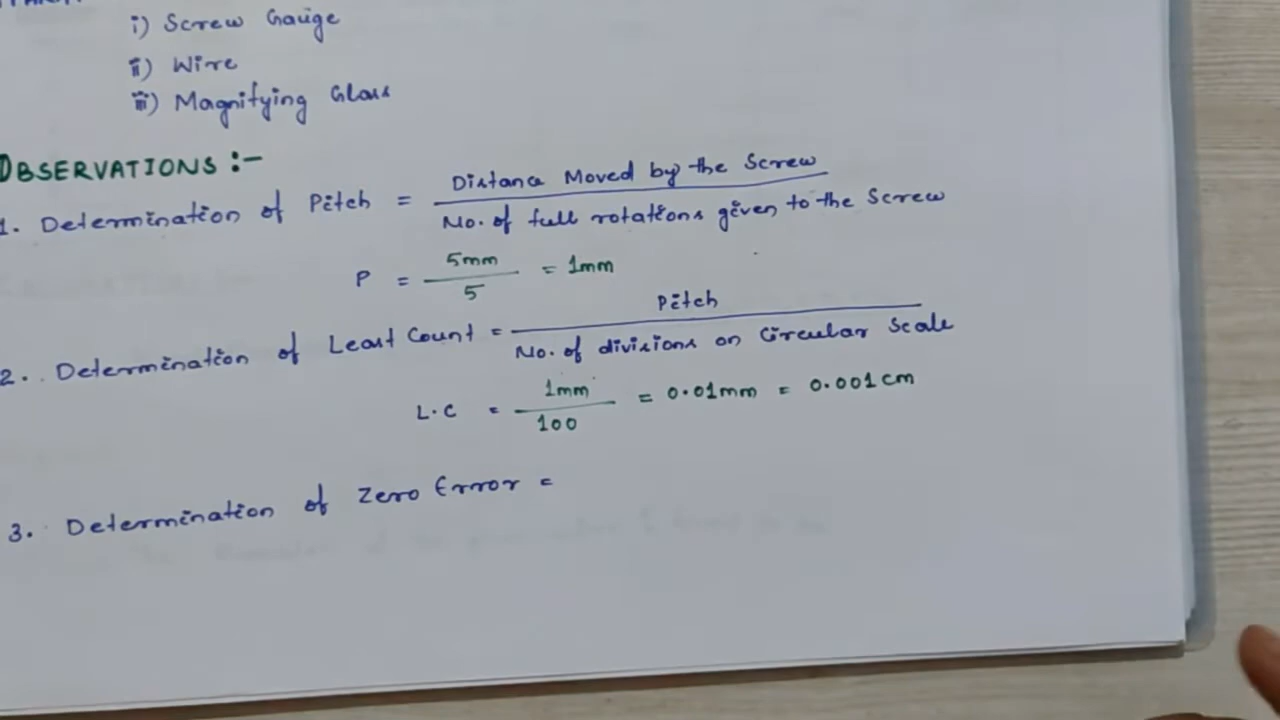 i) Screw Gauge
ii) Wire
iii) Magnifying Glass
OBSERVATIONS :-
1. Determination of Pitch = Distance Moved by the Screw / No. of full rotations given to the Screw
P = 5mm / 5 = 1mm
2. Determination of Least Count = Pitch / No. of divisions on Circular Scale
L.C = 1mm / 100 = 0.01mm = 0.001cm
3. Determination of Zero Error =